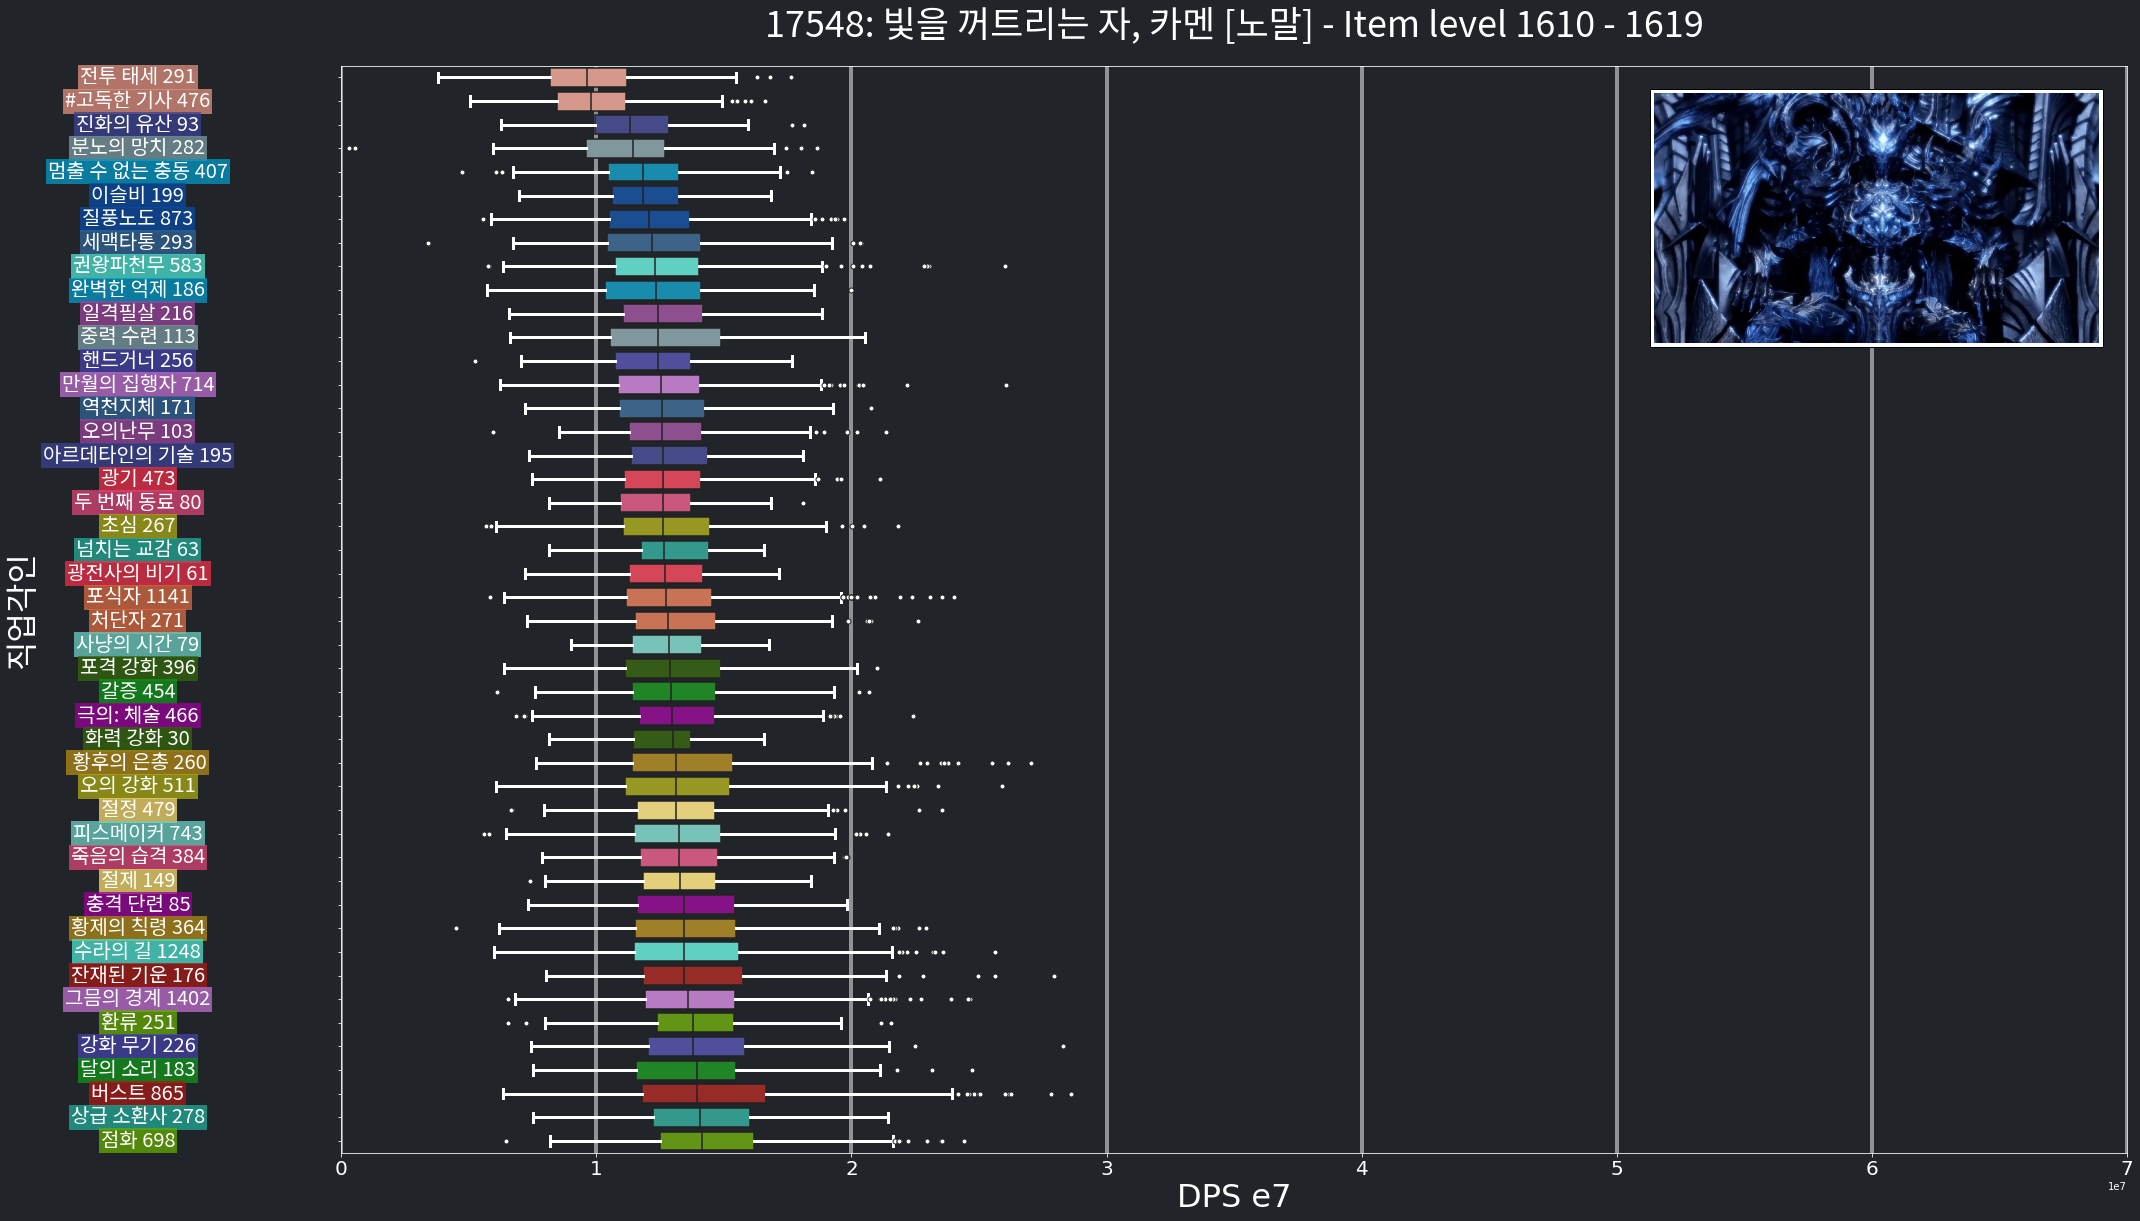 17548: 빛을 꺼트리는 자, 카멘 [노말] - Item level 1610 - 1619
직업각인
전투 태세 291
#고독한 기사 476
진화의 유산 93
분노의 망치 282
멈출 수 없는 충동 407
이슬비 199
질풍노도 873
세맥타통 293
권왕파천무 583
완벽한 억제 186
일격필살 216
중력 수련 113
핸드거너 256
만월의 집행자 714
역천지체 171
오의난무 103
아르데타인의 기술 195
광기 473
두 번째 동료 80
초심 267
넘치는 교감 63
광전사의 비기 61
포식자 1141
처단자 271
사냥의 시간 79
포격 강화 396
갈증 454
극의: 체술 466
화력 강화 30
황후의 은총 260
오의 강화 511
절정 479
피스메이커 743
죽음의 습격 384
절제 149
충격 단련 85
황제의 칙령 364
수라의 길 1248
잔재된 기운 176
그믐의 경계 1402
환류 251
강화 무기 226
달의 소리 183
버스트 865
상급 소환사 278
점화 698
0 1 2 3 4 5 6 7
DPS e7
1e7